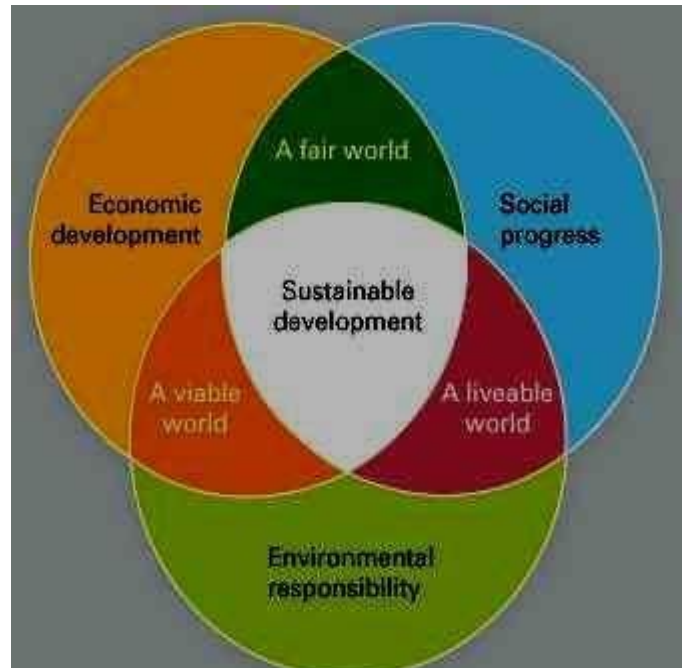 A fair world
Economic
development
Social
progress
Sustainable
development
A viable
world
A liveable
world
Environmental
responsibility